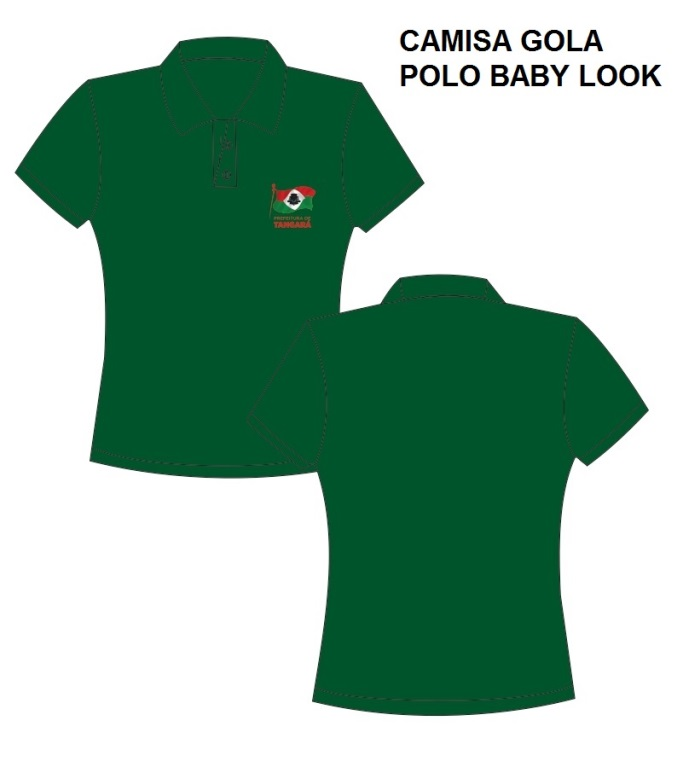 CAMISA GOLA
POLO BABY LOOK
PREFEITURA DE
TANGARÁ